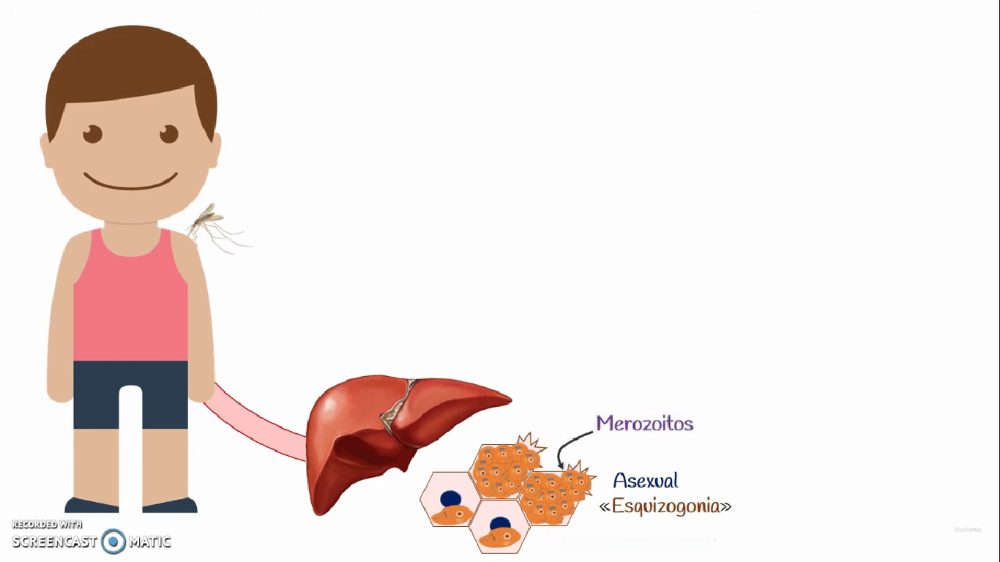 Merozoitos
Asexual
«Esquizogonia»
RECORDED WITH
SCREENCAST MATIC